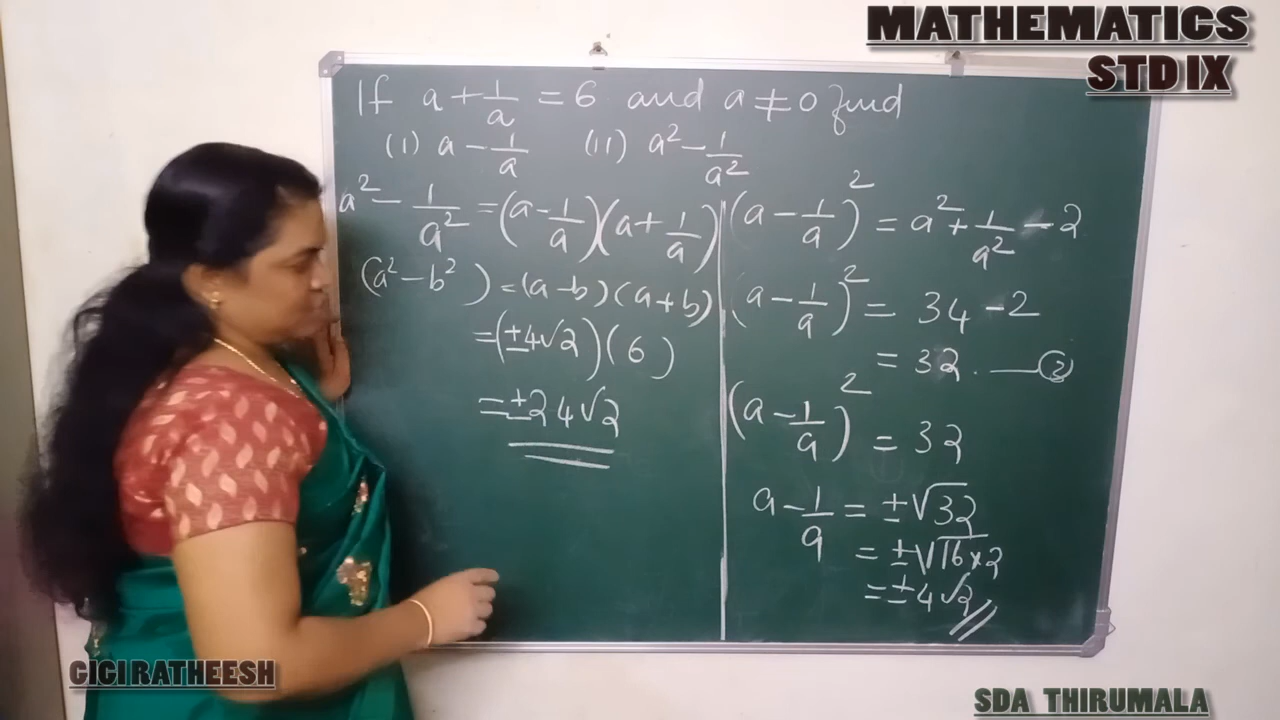 MATHEMATICS
STD IX
If a + 1/a = 6 and a ≠ 0 find
(i) a - 1/a (ii) a² - 1/a²
a² - 1/a² = (a - 1/a)(a + 1/a)
(a² - b²) = (a - b)(a + b)
= (±4√2)(6)
= ±24√2
(a - 1/a)² = a² + 1/a² - 2
(a - 1/a)² = 34 - 2
= 32. —②
(a - 1/a)² = 32
a - 1/a = ±√32
= ±√16×2
= ±4√2 //
GIGI RATHEESH
SDA THIRUMALA